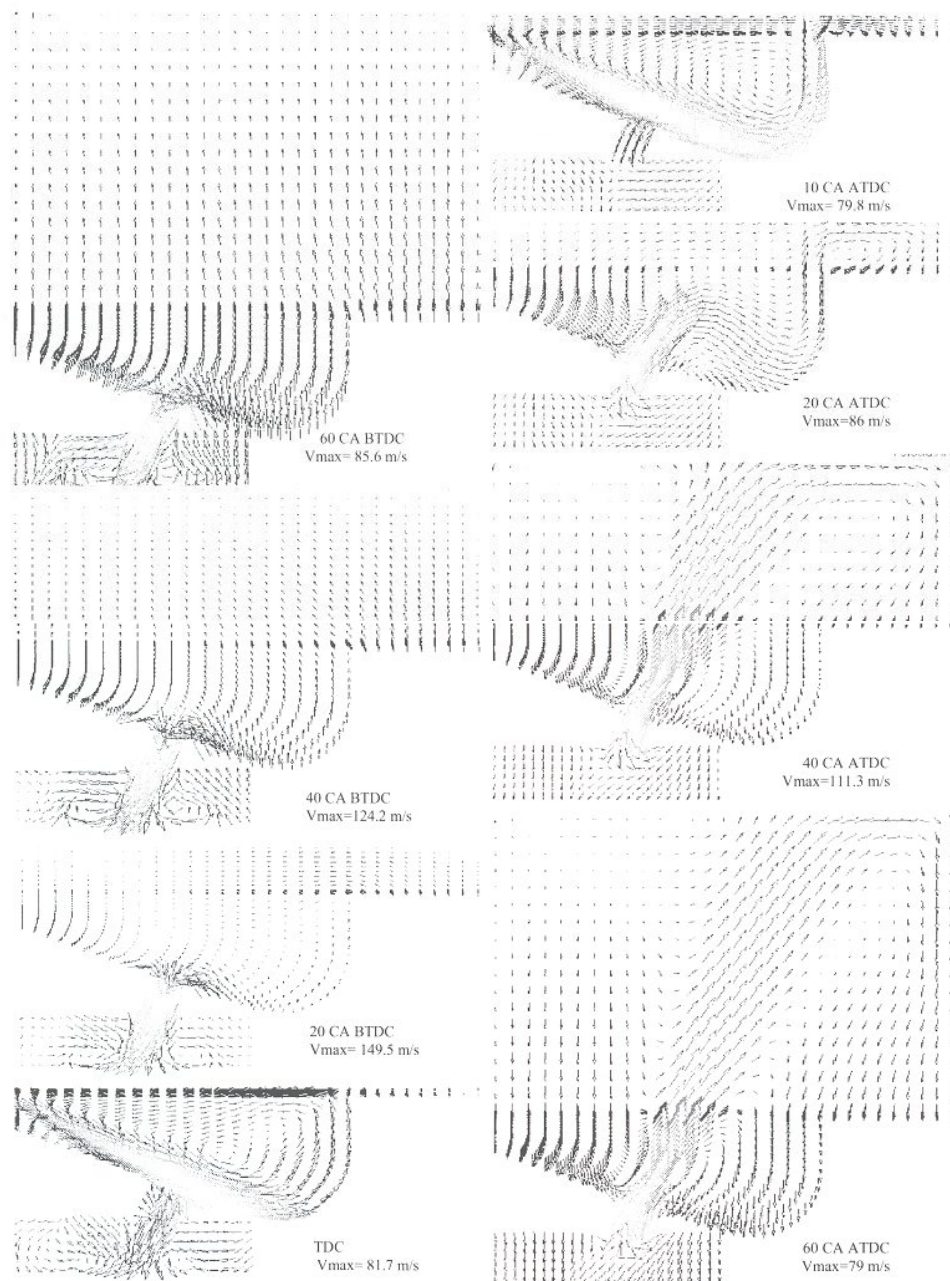 60 CA BTDC
Vmax= 85.6 m/s
40 CA BTDC
Vmax=124.2 m/s
20 CA BTDC
Vmax= 149.5 m/s
TDC
Vmax= 81.7 m/s
10 CA ATDC
Vmax= 79.8 m/s
20 CA ATDC
Vmax=86 m/s
40 CA ATDC
Vmax=111.3 m/s
60 CA ATDC
Vmax=79 m/s